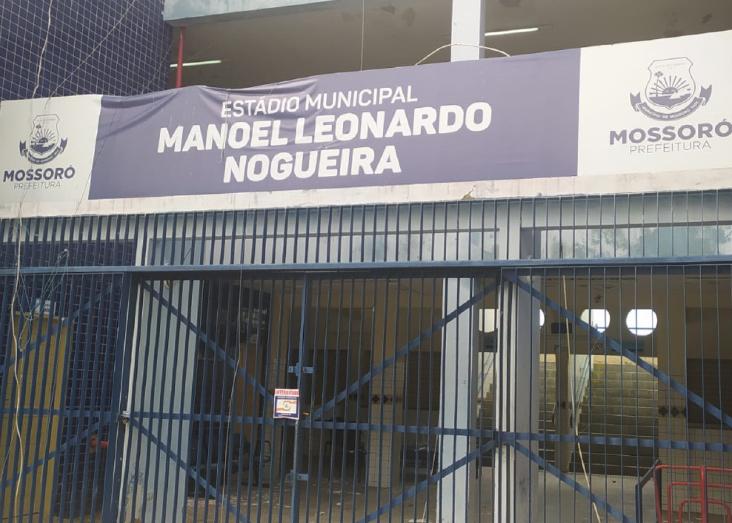 ESTÁDIO MUNICIPAL
MANOEL LEONARDO
NOGUEIRA
MOSSORÓ
PREFEITURA
MOSSORÓ
PREFEITURA